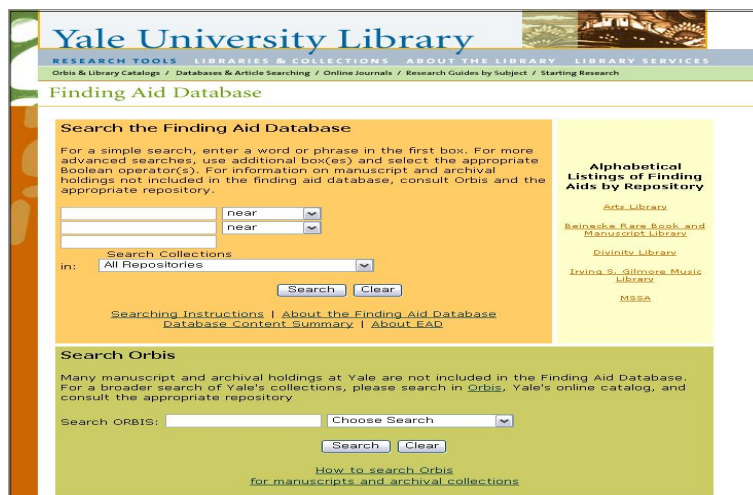 Yale University Library
RESEARCH TOOLS LIBRARIES & COLLECTIONS ABOUT THE LIBRARY LIBRARY SERVICES
Orbis & Library Catalogs / Databases & Article Searching / Online Journals / Research Guides by Subject / Starting Research
Finding Aid Database
Search the Finding Aid Database
For a simple search, enter a word or phrase in the first box. For more
advanced searches, use additional box(es) and select the appropriate
Boolean operator(s). For information on manuscript and archival
holdings not included in the finding aid database, consult Orbis and the
appropriate repository.
near
near
Search Collections
in: All Repositories
Search Clear
Searching Instructions | About the Finding Aid Database
Database Content Summary | About EAD
Alphabetical
Listings of Finding
Aids by Repository
Arts Library
Beinecke Rare Book and
Manuscript Library
Divinity Library
Irving S. Gilmore Music
Library
MSSA
Search Orbis
Many manuscript and archival holdings at Yale are not included in the Finding Aid Database.
For a broader search of Yale's collections, please search in Orbis, Yale's online catalog, and
consult the appropriate repository
Search ORBIS: Choose Search
Search Clear
How to search Orbis
for manuscripts and archival collections